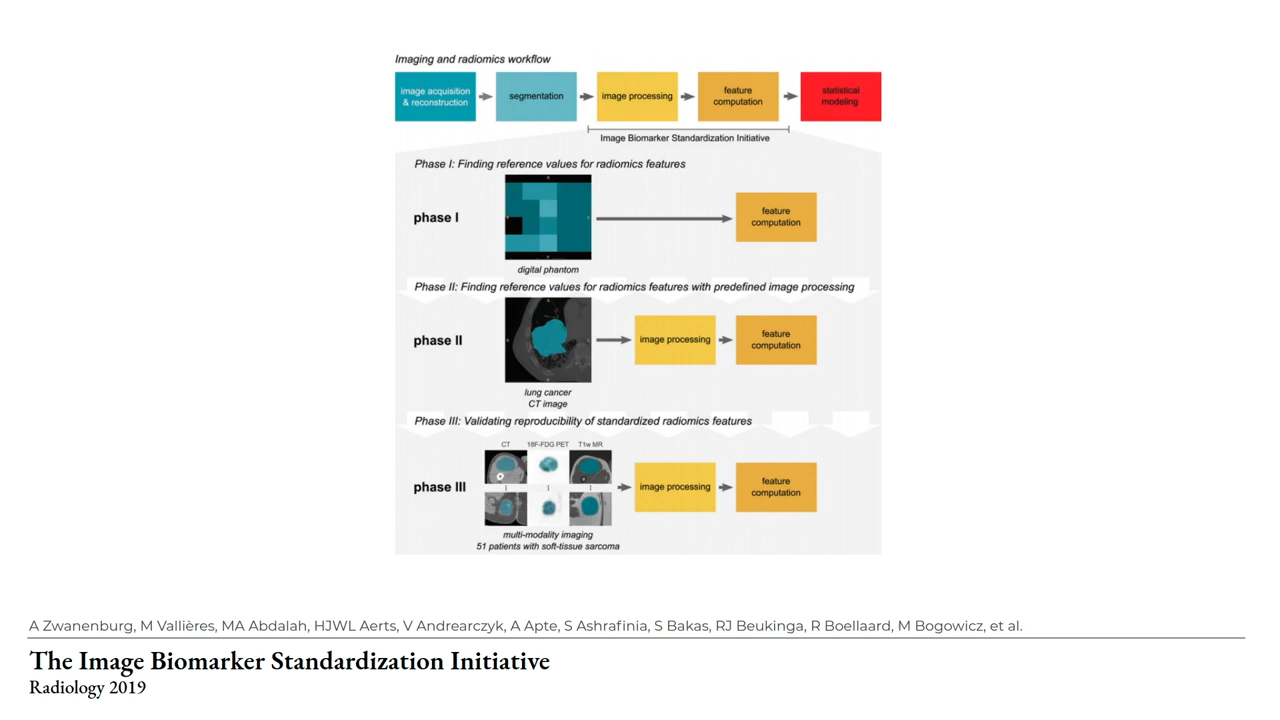 Imaging and radiomics workflow
image acquisition
& reconstruction
segmentation
image processing
feature
computation
statistical
modeling
Image Biomarker Standardization Initiative
Phase I: Finding reference values for radiomics features
phase I
feature
computation
digital phantom
Phase II: Finding reference values for radiomics features with predefined image processing
phase II
image processing
feature
computation
lung cancer
CT image
Phase III: Validating reproducibility of standardized radiomics features
CT
18F-FDG PET
T1w MR
phase III
image processing
feature
computation
multi-modality imaging
51 patients with soft-tissue sarcoma
A Zwanenburg, M Vallières, MA Abdalah, HJWL Aerts, V Andrearczyk, A Apte, S Ashrafinia, S Bakas, RJ Beukinga, R Boellaard, M Bogowicz, et al.
The Image Biomarker Standardization Initiative
Radiology 2019